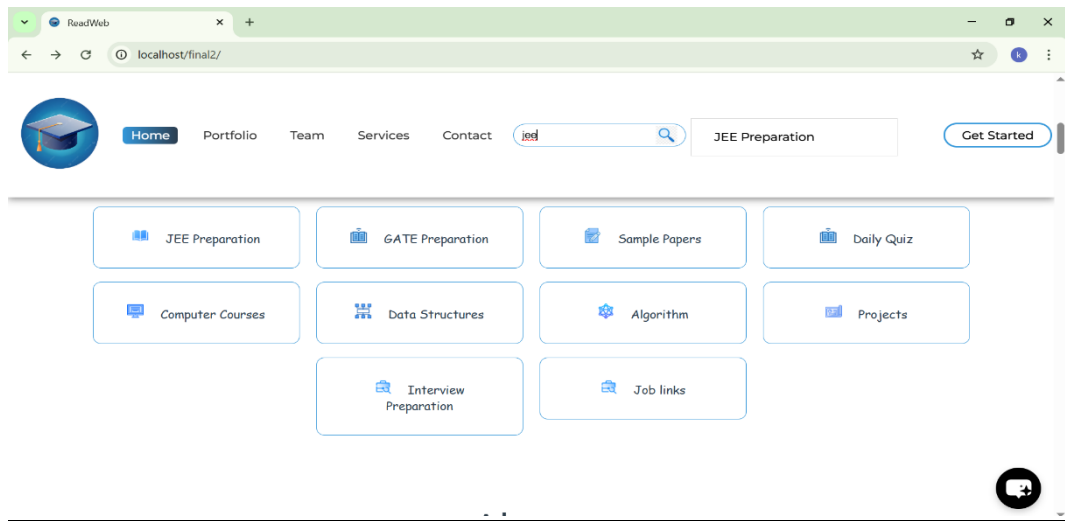 ReadWeb
localhost/final2/
k
Home Portfolio Team Services Contact jee JEE Preparation Get Started
JEE Preparation GATE Preparation Sample Papers Daily Quiz
Computer Courses Data Structures Algorithm Projects
Interview
Preparation
Job links